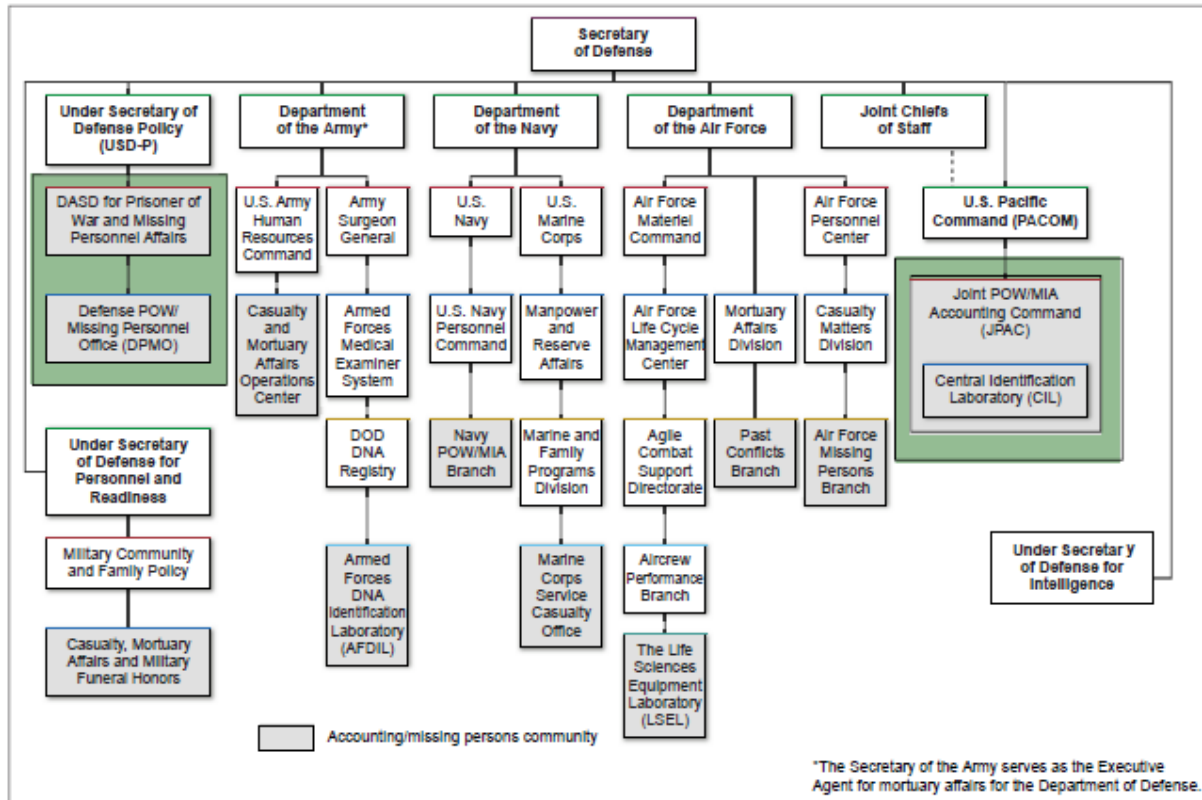 Secretary
of Defense
Under Secretary of
Defense Policy
(USD-P)
Department
of the Army*
Department
of the Navy
Department
of the Air Force
Joint Chiefs
of Staff
DASD for Prisoner of
War and Missing
Personnel Affairs
U.S. Army
Human
Resources
Command
Army
Surgeon
General
U.S.
Navy
U.S.
Marine
Corps
Air Force
Materiel
Command
Air Force
Personnel
Center
U.S. Pacific
Command (PACOM)
Defense POW/
Missing Personnel
Office (DPMO)
Casualty
and
Mortuary
Affairs
Operations
Center
Armed
Forces
Medical
Examiner
System
U.S. Navy
Personnel
Command
Manpower
and
Reserve
Affairs
Air Force
Life Cycle
Management
Center
Mortuary
Affairs
Division
Casualty
Matters
Division
Joint POW/MIA
Accounting Command
(JPAC)
Central Identification
Laboratory (CIL)
Under Secretary
of Defense for
Personnel and
Readiness
DOD
DNA
Registry
Navy
POW/MIA
Branch
Marine and
Family
Programs
Division
Agile
Combat
Support
Directorate
Past
Conflicts
Branch
Air Force
Missing
Persons
Branch
Military Community
and Family Policy
Armed
Forces
DNA
Identification
Laboratory
(AFDIL)
Marine
Corps
Service
Casualty
Office
Aircrew
Performance
Branch
Under Secretary
of Defense for
Intelligence
Casualty, Mortuary
Affairs and Military
Funeral Honors
The Life
Sciences
Equipment
Laboratory
(LSEL)
Accounting/missing persons community
*The Secretary of the Army serves as the Executive
Agent for mortuary affairs for the Department of Defense.